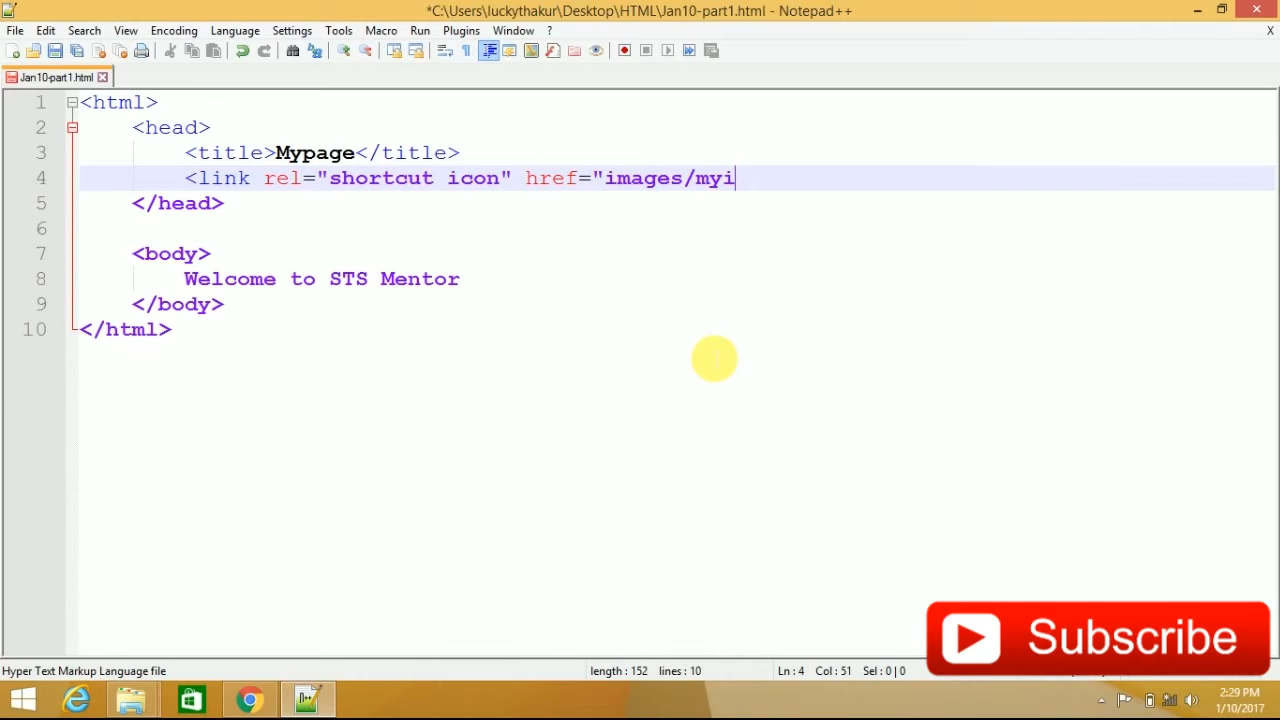 *C:\Users\luckythakur\Desktop\HTML\Jan10-part1.html - Notepad++
File Edit Search View Encoding Language Settings Tools Macro Run Plugins Window ? X
Jan10-part1.html
1 <html>
2 <head>
3 <title>Mypage</title>
4 <link rel="shortcut icon" href="images/myi
5 </head>
6
7 <body>
8 Welcome to STS Mentor
9 </body>
10 </html>
Subscribe
Hyper Text Markup Language file length : 152 lines : 10 Ln : 4 Col : 51 Sel : 0 | 0
2:29 PM
1/10/2017